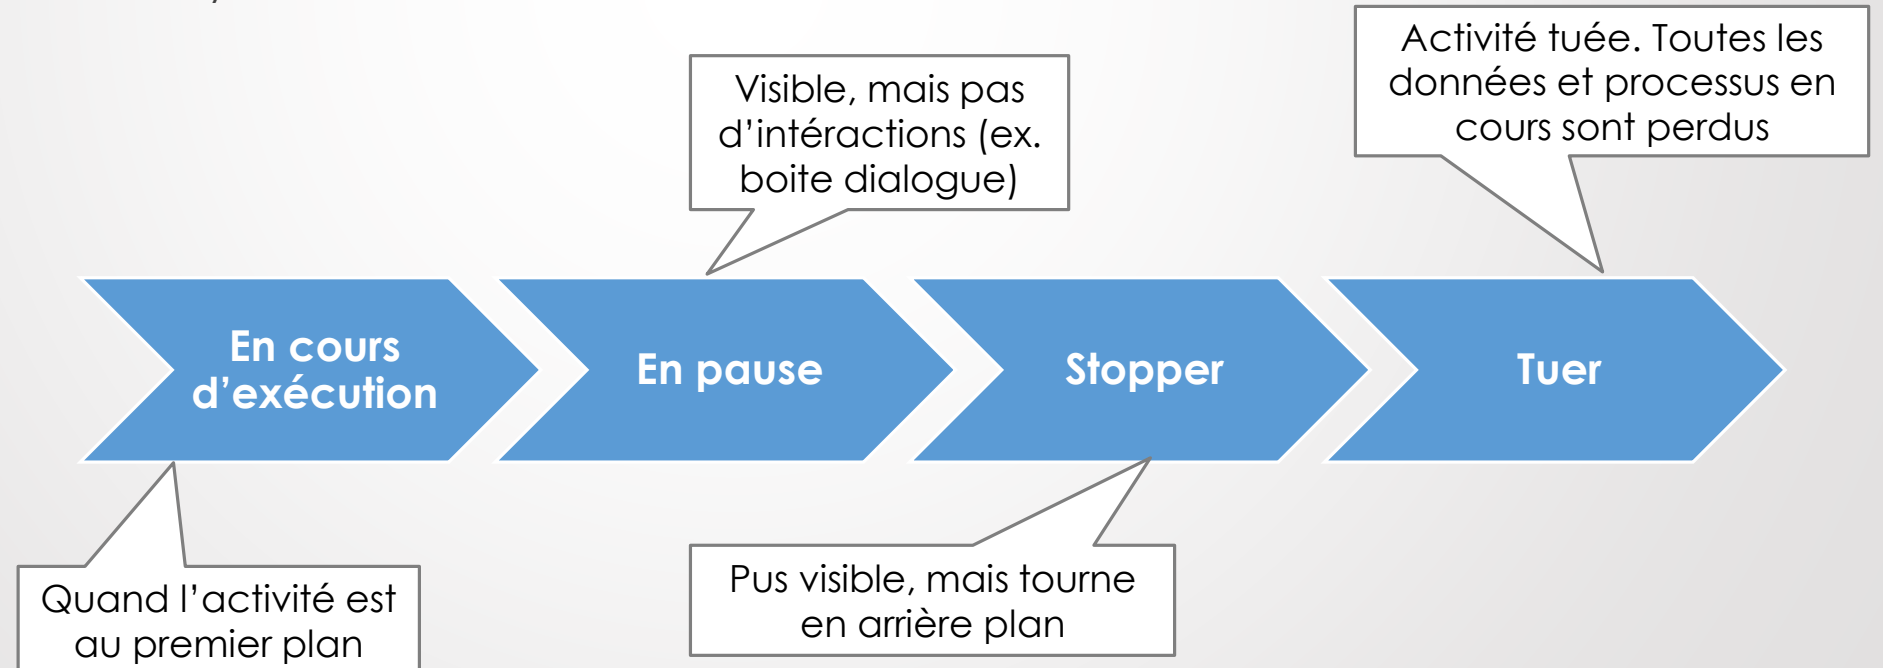 Activité tuée. Toutes les
données et processus en
cours sont perdus
Visible, mais pas
d'intéractions (ex.
boite dialogue)
En cours
d'exécution
En pause
Stopper
Tuer
Quand l'activité est
au premier plan
Pus visible, mais tourne
en arrière plan